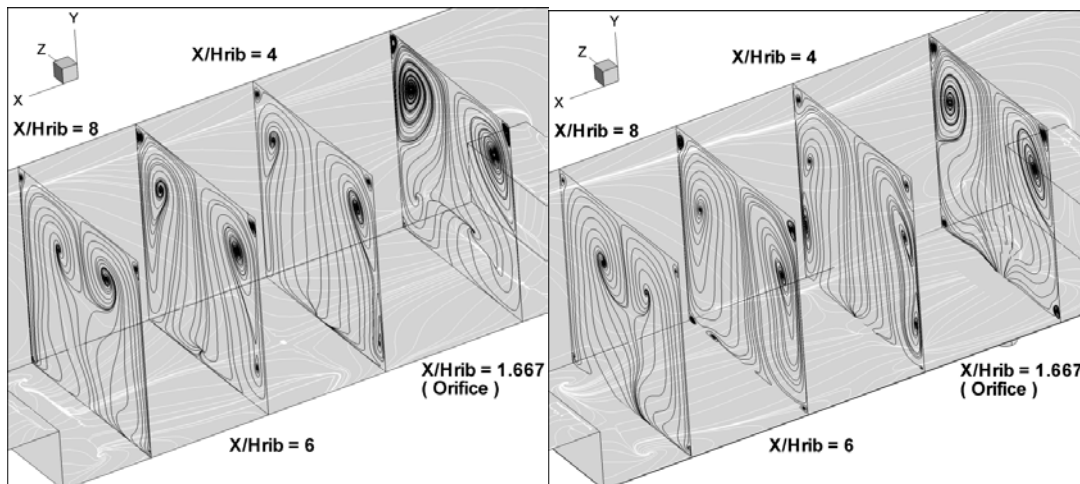 Y
Z
X
X/Hrib = 4
X/Hrib = 8
X/Hrib = 1.667
( Orifice )
X/Hrib = 6
Y
Z
X
X/Hrib = 4
X/Hrib = 8
X/Hrib = 1.667
( Orifice )
X/Hrib = 6